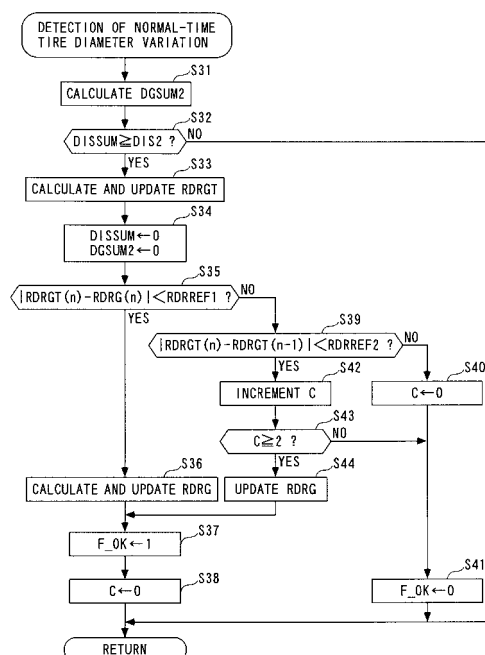 DETECTION OF NORMAL-TIME
TIRE DIAMETER VARIATION
S31
CALCULATE DGSUM2
S32
DISSUM≧DIS2 ?
NO
YES
S33
CALCULATE AND UPDATE RDRGT
S34
DISSUM←0
DGSUM2←0
S35
|RDRGT(n)-RDRG(n)|<RDRREF1 ?
NO
YES
S39
|RDRGT(n)-RDRGT(n-1)|<RDRREF2 ?
NO
YES
S42
S40
INCREMENT C
C←0
S43
C≧2 ?
NO
YES
S36
S44
CALCULATE AND UPDATE RDRG
UPDATE RDRG
S37
F_OK←1
S38
S41
C←0
F_OK←0
RETURN